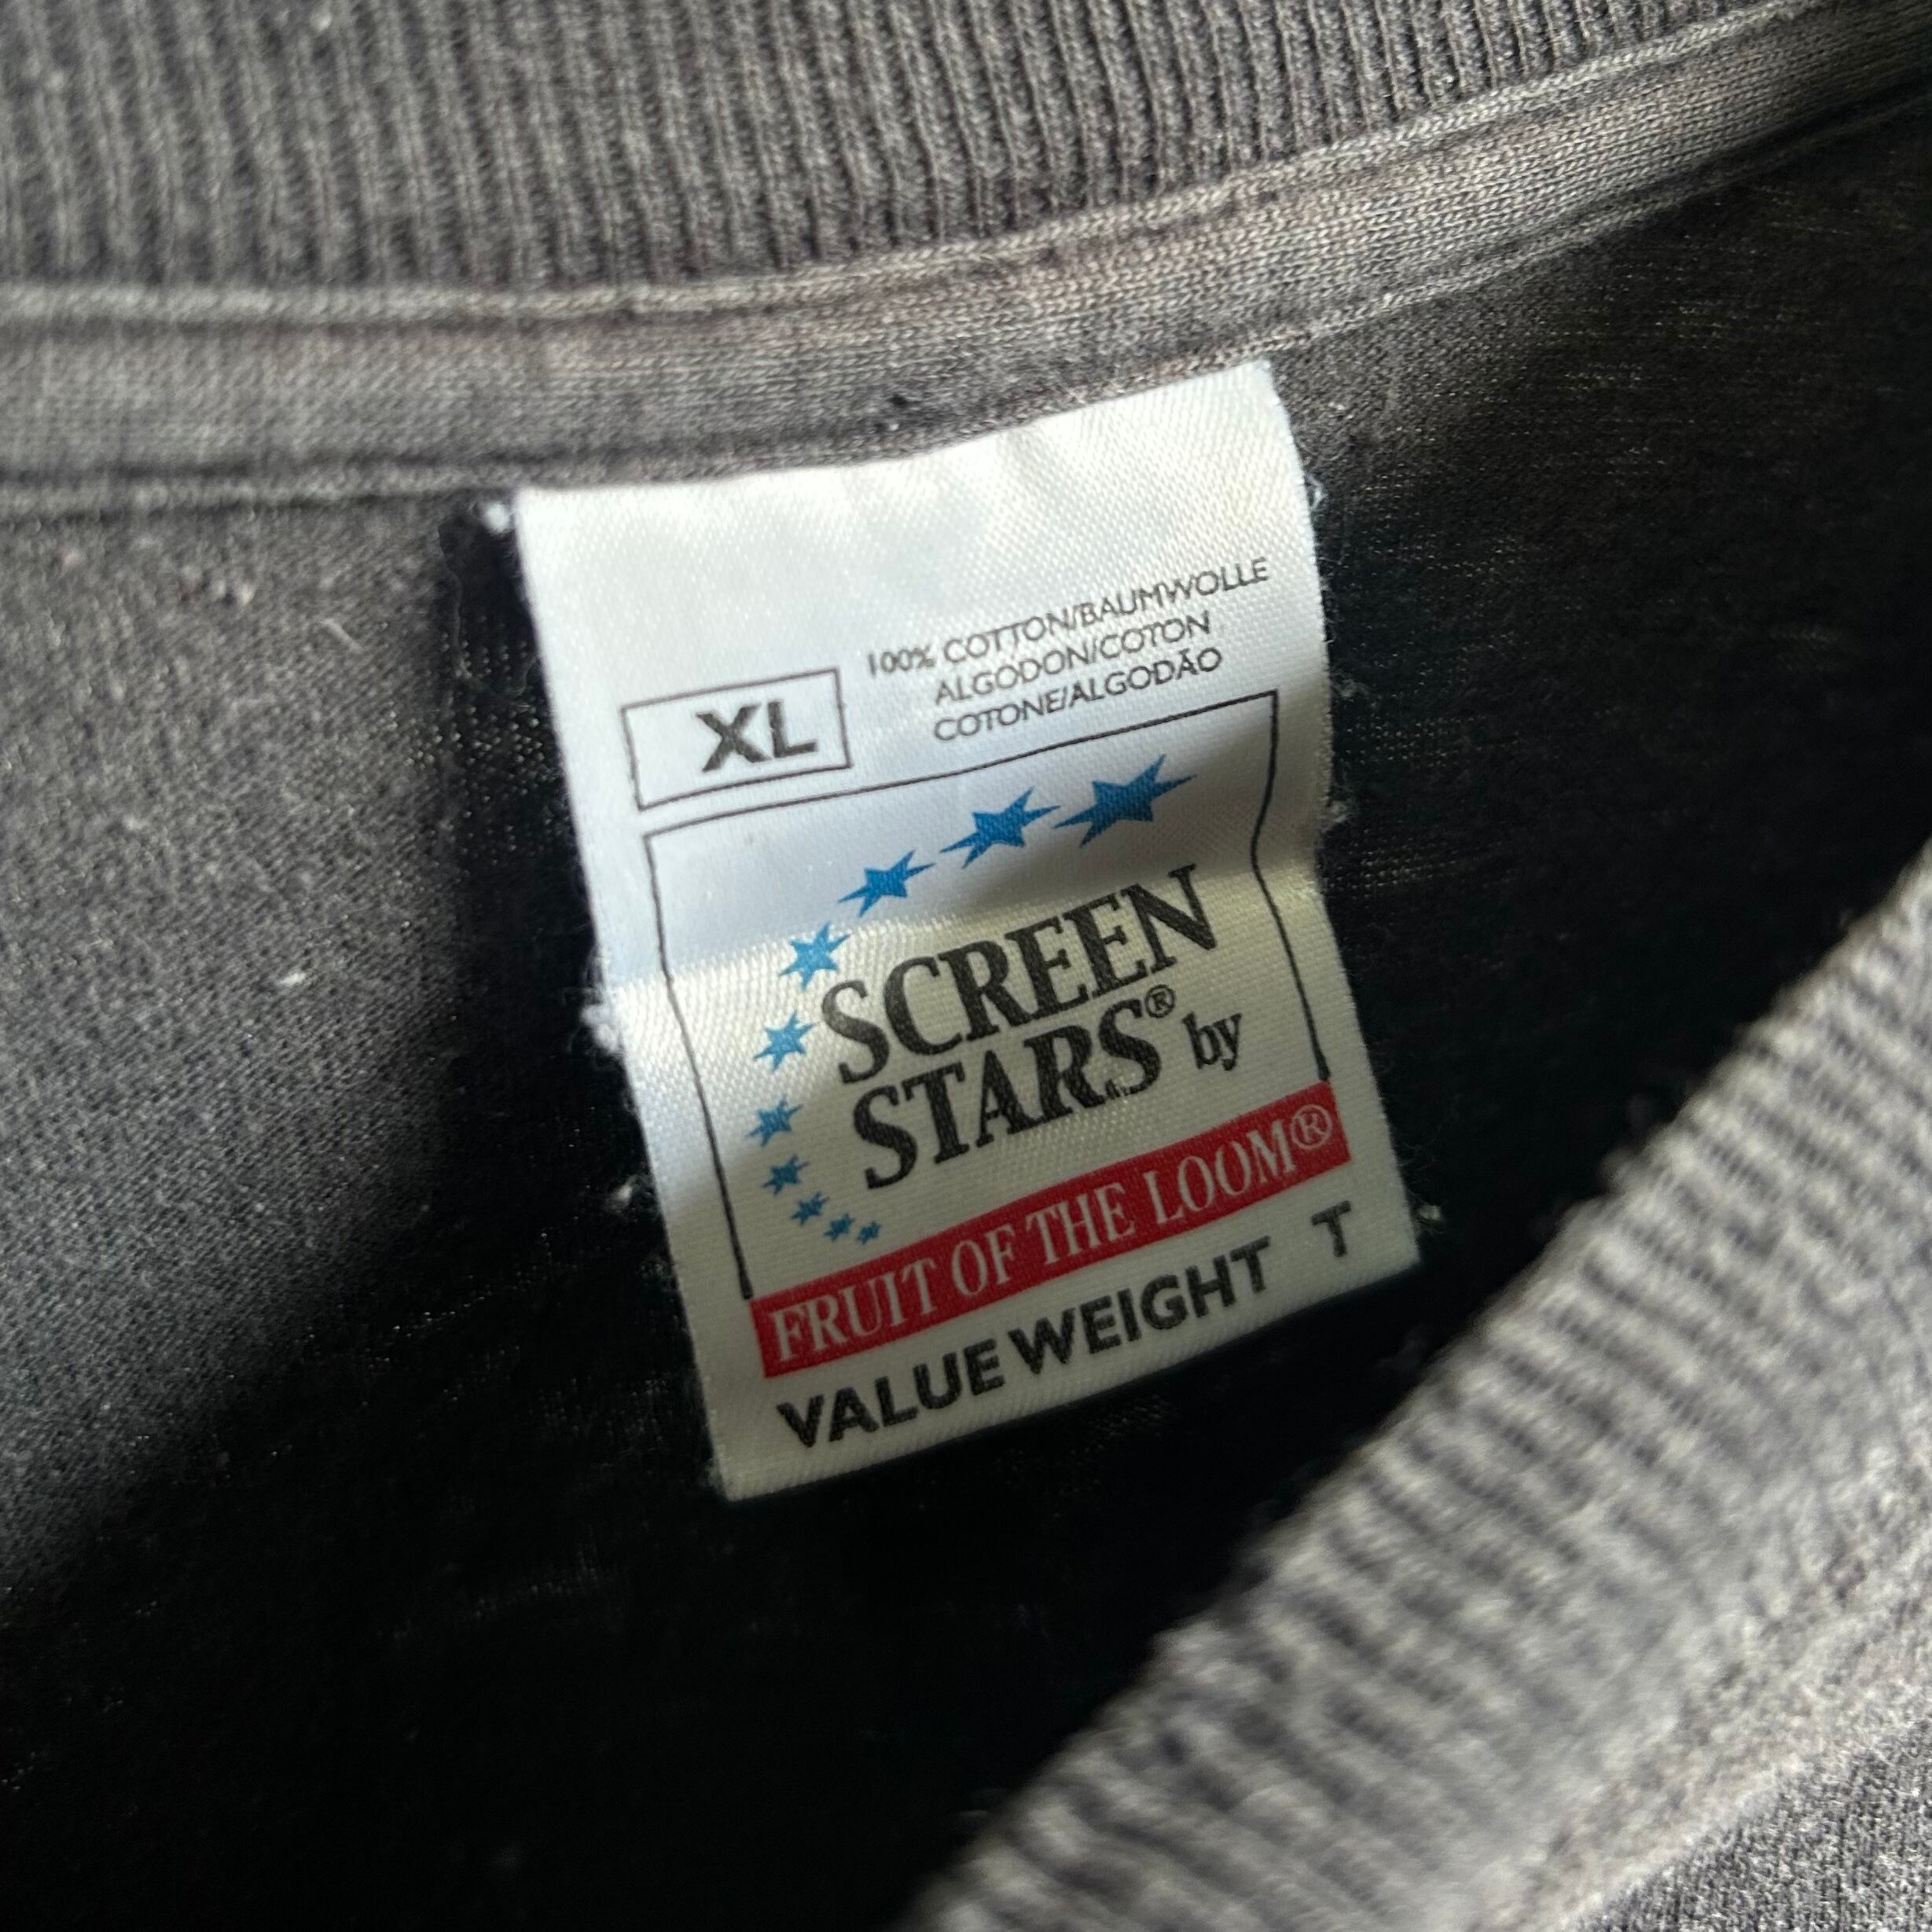 XL
100% COTTON/BAUMWOLLE
ALGODON/COTON
COTONE/ALGODÃO
SCREEN
STARS® by
FRUIT OF THE LOOM®
VALUE WEIGHT T